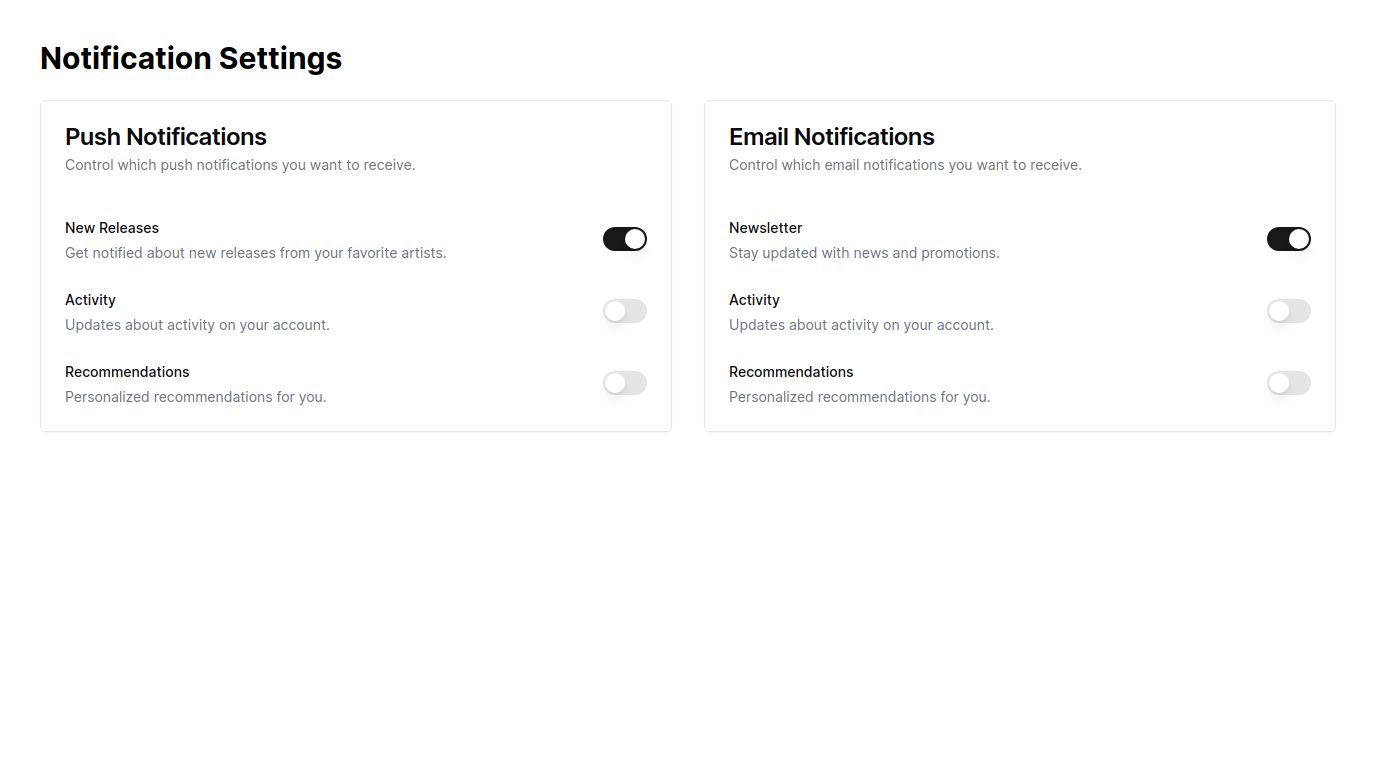 Notification Settings
Push Notifications
Control which push notifications you want to receive.
New Releases
Get notified about new releases from your favorite artists.
Activity
Updates about activity on your account.
Recommendations
Personalized recommendations for you.
Email Notifications
Control which email notifications you want to receive.
Newsletter
Stay updated with news and promotions.
Activity
Updates about activity on your account.
Recommendations
Personalized recommendations for you.